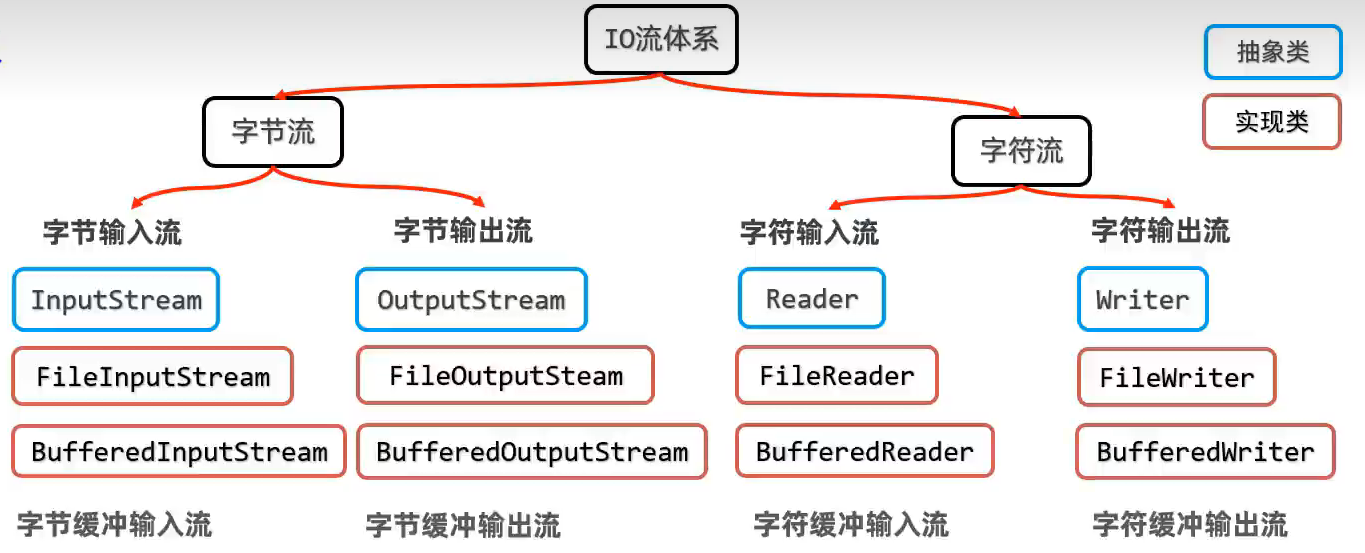 IO流体系
抽象类
实现类
字节流
字符流
字节输入流
字节输出流
字符输入流
字符输出流
InputStream
OutputStream
Reader
Writer
FileInputStream
FileOutputSteam
FileReader
FileWriter
BufferedInputStream
BufferedOutputStream
BufferedReader
BufferedWriter
字节缓冲输入流
字节缓冲输出流
字符缓冲输入流
字符缓冲输出流